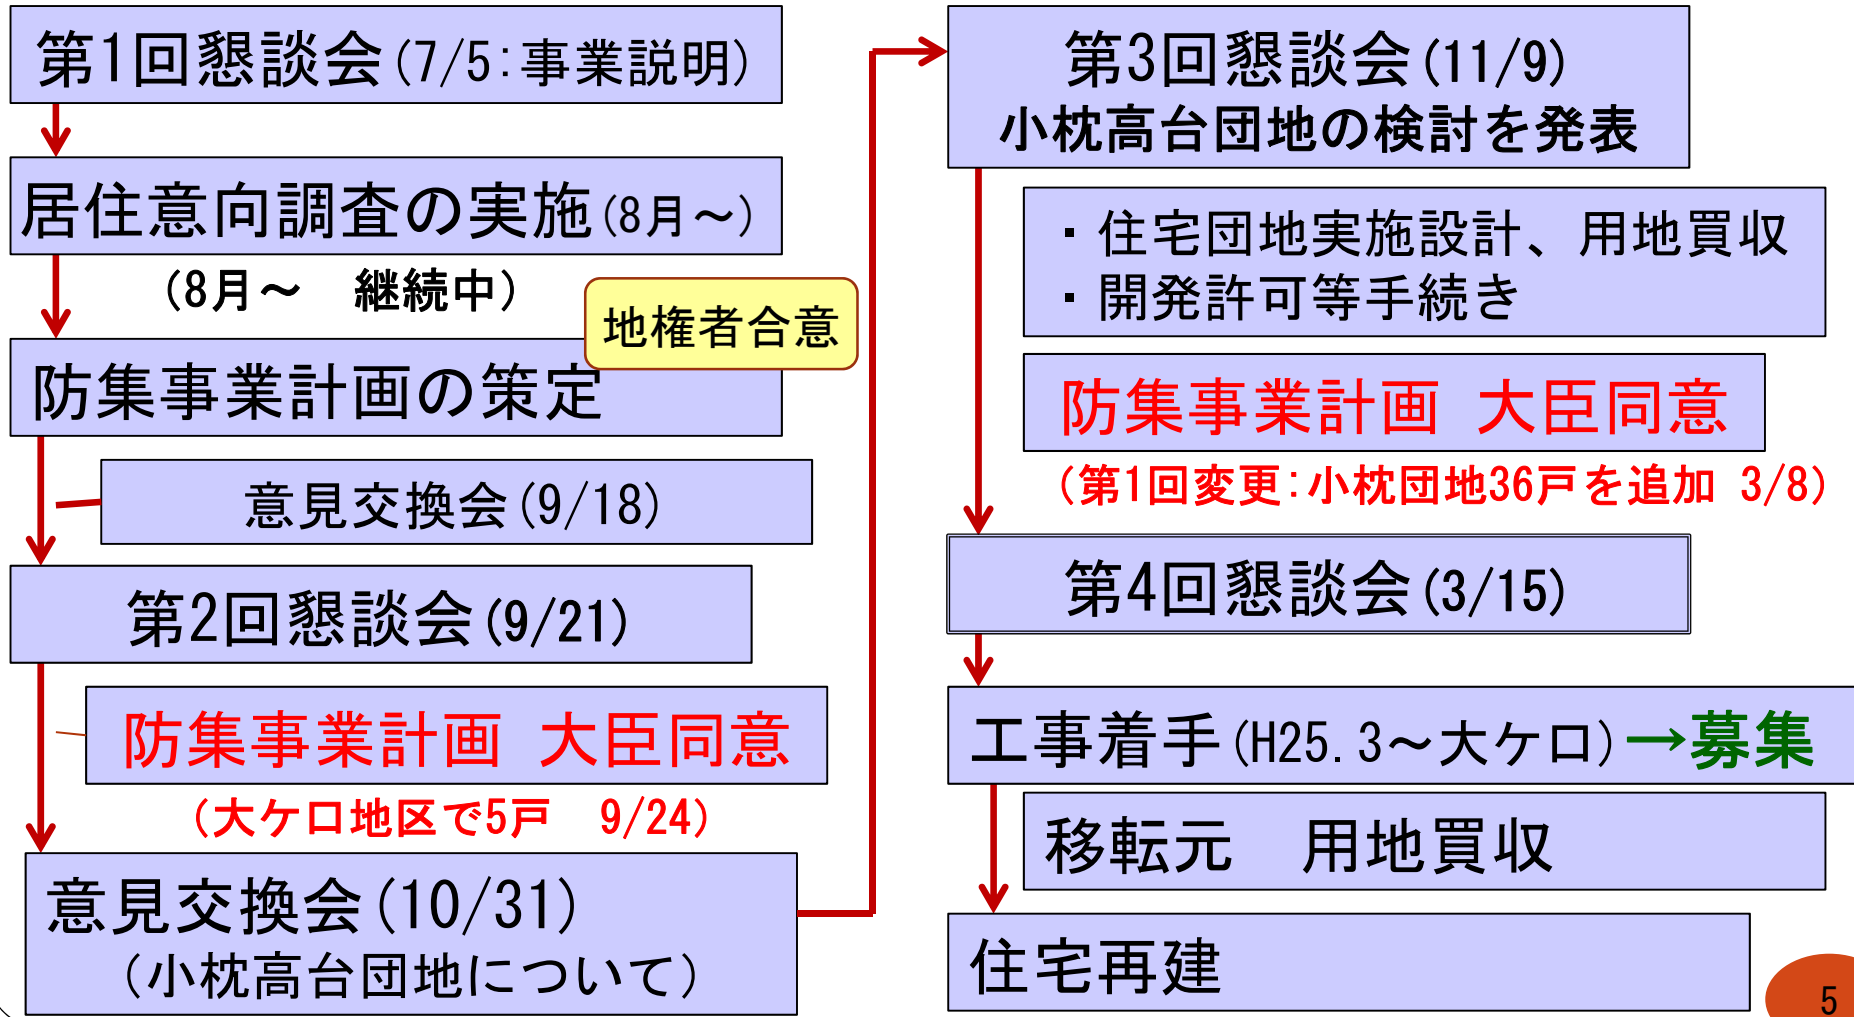 第1回懇談会(7/5:事業説明)
居住意向調査の実施(8月～)
(8月～　継続中)
地権者合意
防集事業計画の策定
意見交換会(9/18)
第2回懇談会(9/21)
防集事業計画 大臣同意
(大ケ口地区で5戸　9/24)
意見交換会(10/31)
(小枕高台団地について)
第3回懇談会(11/9)
小枕高台団地の検討を発表
・住宅団地実施設計、用地買収
・開発許可等手続き
防集事業計画 大臣同意
(第1回変更:小枕団地36戸を追加 3/8)
第4回懇談会(3/15)
工事着手(H25.3～大ケ口)→募集
移転元　用地買収
住宅再建
5